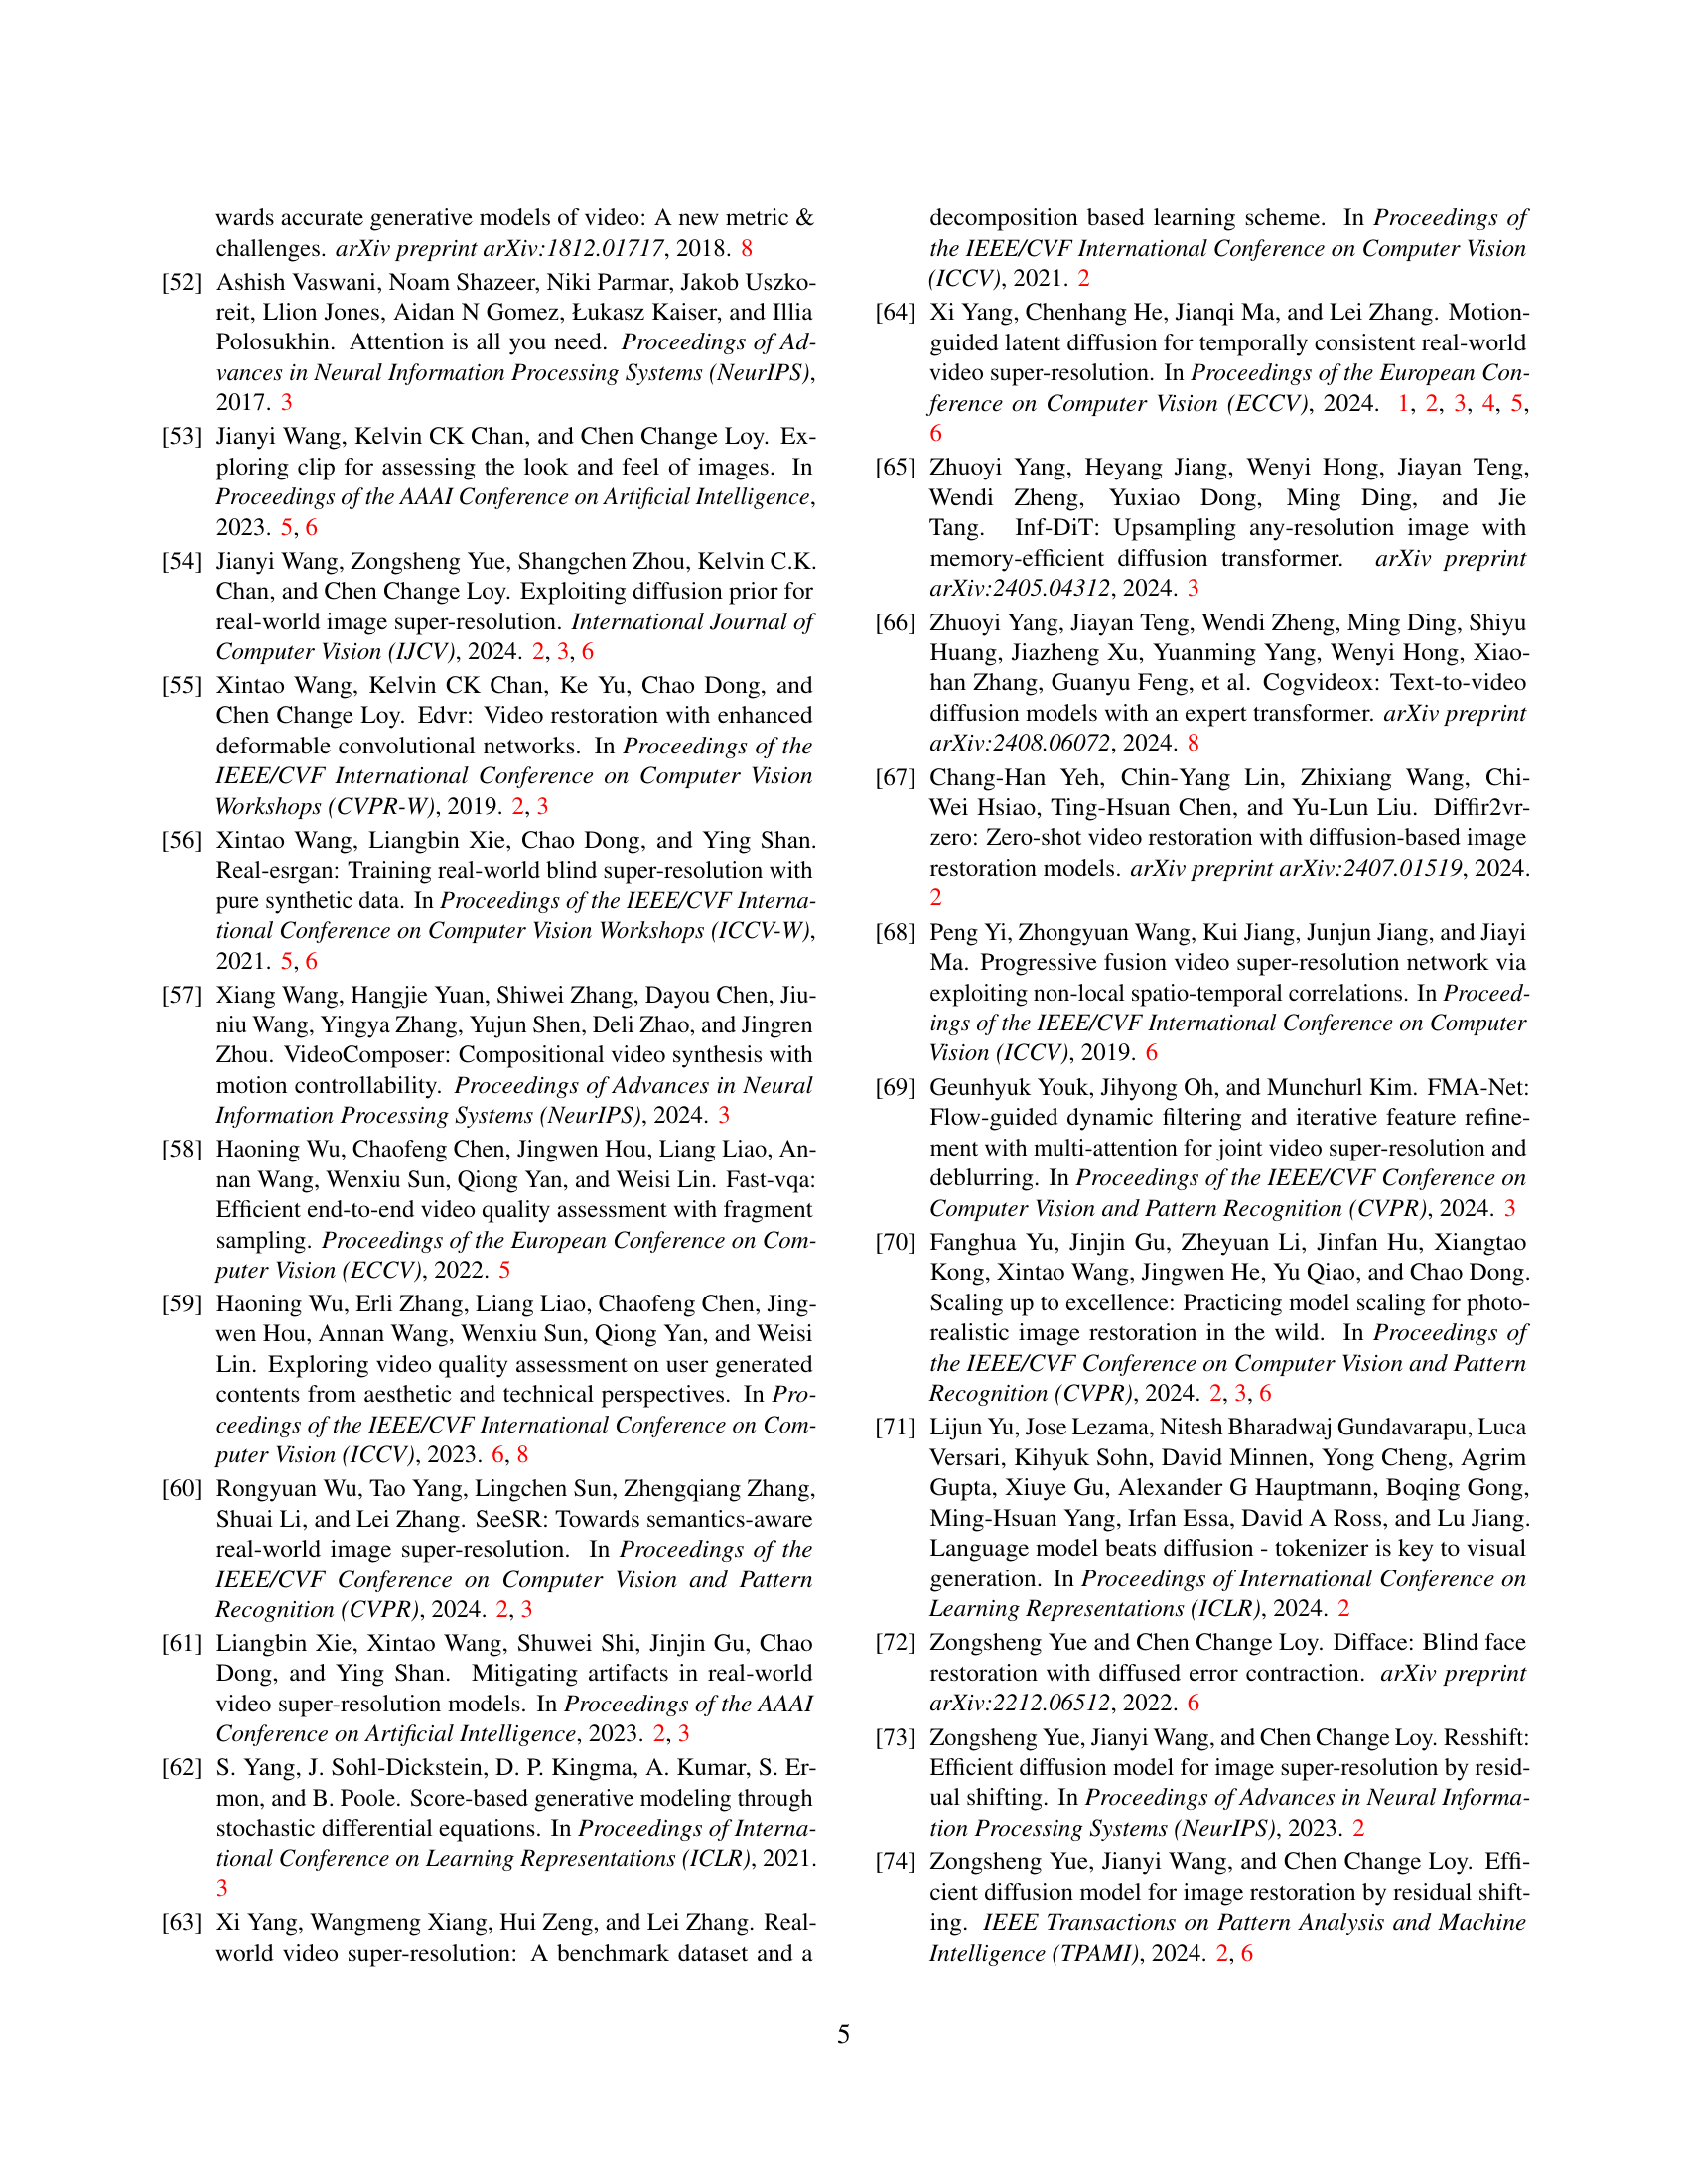 wards accurate generative models of video: A new metric &
challenges. arXiv preprint arXiv:1812.01717, 2018. 8
[52] Ashish Vaswani, Noam Shazeer, Niki Parmar, Jakob Uszko-
reit, Llion Jones, Aidan N Gomez, Łukasz Kaiser, and Illia
Polosukhin. Attention is all you need. Proceedings of Ad-
vances in Neural Information Processing Systems (NeurIPS),
2017. 3
[53] Jianyi Wang, Kelvin CK Chan, and Chen Change Loy. Ex-
ploring clip for assessing the look and feel of images. In
Proceedings of the AAAI Conference on Artificial Intelligence,
2023. 5, 6
[54] Jianyi Wang, Zongsheng Yue, Shangchen Zhou, Kelvin C.K.
Chan, and Chen Change Loy. Exploiting diffusion prior for
real-world image super-resolution. International Journal of
Computer Vision (IJCV), 2024. 2, 3, 6
[55] Xintao Wang, Kelvin CK Chan, Ke Yu, Chao Dong, and
Chen Change Loy. Edvr: Video restoration with enhanced
deformable convolutional networks. In Proceedings of the
IEEE/CVF International Conference on Computer Vision
Workshops (CVPR-W), 2019. 2, 3
[56] Xintao Wang, Liangbin Xie, Chao Dong, and Ying Shan.
Real-esrgan: Training real-world blind super-resolution with
pure synthetic data. In Proceedings of the IEEE/CVF Interna-
tional Conference on Computer Vision Workshops (ICCV-W),
2021. 5, 6
[57] Xiang Wang, Hangjie Yuan, Shiwei Zhang, Dayou Chen, Jiu-
niu Wang, Yingya Zhang, Yujun Shen, Deli Zhao, and Jingren
Zhou. VideoComposer: Compositional video synthesis with
motion controllability. Proceedings of Advances in Neural
Information Processing Systems (NeurIPS), 2024. 3
[58] Haoning Wu, Chaofeng Chen, Jingwen Hou, Liang Liao, An-
nan Wang, Wenxiu Sun, Qiong Yan, and Weisi Lin. Fast-vqa:
Efficient end-to-end video quality assessment with fragment
sampling. Proceedings of the European Conference on Com-
puter Vision (ECCV), 2022. 5
[59] Haoning Wu, Erli Zhang, Liang Liao, Chaofeng Chen, Jing-
wen Hou, Annan Wang, Wenxiu Sun, Qiong Yan, and Weisi
Lin. Exploring video quality assessment on user generated
contents from aesthetic and technical perspectives. In Pro-
ceedings of the IEEE/CVF International Conference on Com-
puter Vision (ICCV), 2023. 6, 8
[60] Rongyuan Wu, Tao Yang, Lingchen Sun, Zhengqiang Zhang,
Shuai Li, and Lei Zhang. SeeSR: Towards semantics-aware
real-world image super-resolution. In Proceedings of the
IEEE/CVF Conference on Computer Vision and Pattern
Recognition (CVPR), 2024. 2, 3
[61] Liangbin Xie, Xintao Wang, Shuwei Shi, Jinjin Gu, Chao
Dong, and Ying Shan. Mitigating artifacts in real-world
video super-resolution models. In Proceedings of the AAAI
Conference on Artificial Intelligence, 2023. 2, 3
[62] S. Yang, J. Sohl-Dickstein, D. P. Kingma, A. Kumar, S. Er-
mon, and B. Poole. Score-based generative modeling through
stochastic differential equations. In Proceedings of Interna-
tional Conference on Learning Representations (ICLR), 2021.
3
[63] Xi Yang, Wangmeng Xiang, Hui Zeng, and Lei Zhang. Real-
world video super-resolution: A benchmark dataset and a
decomposition based learning scheme. In Proceedings of
the IEEE/CVF International Conference on Computer Vision
(ICCV), 2021. 2
[64] Xi Yang, Chenhang He, Jianqi Ma, and Lei Zhang. Motion-
guided latent diffusion for temporally consistent real-world
video super-resolution. In Proceedings of the European Con-
ference on Computer Vision (ECCV), 2024. 1, 2, 3, 4, 5,
6
[65] Zhuoyi Yang, Heyang Jiang, Wenyi Hong, Jiayan Teng,
Wendi Zheng, Yuxiao Dong, Ming Ding, and Jie
Tang. Inf-DiT: Upsampling any-resolution image with
memory-efficient diffusion transformer. arXiv preprint
arXiv:2405.04312, 2024. 3
[66] Zhuoyi Yang, Jiayan Teng, Wendi Zheng, Ming Ding, Shiyu
Huang, Jiazheng Xu, Yuanming Yang, Wenyi Hong, Xiao-
han Zhang, Guanyu Feng, et al. Cogvideox: Text-to-video
diffusion models with an expert transformer. arXiv preprint
arXiv:2408.06072, 2024. 8
[67] Chang-Han Yeh, Chin-Yang Lin, Zhixiang Wang, Chi-
Wei Hsiao, Ting-Hsuan Chen, and Yu-Lun Liu. Diffir2vr-
zero: Zero-shot video restoration with diffusion-based image
restoration models. arXiv preprint arXiv:2407.01519, 2024.
2
[68] Peng Yi, Zhongyuan Wang, Kui Jiang, Junjun Jiang, and Jiayi
Ma. Progressive fusion video super-resolution network via
exploiting non-local spatio-temporal correlations. In Proceed-
ings of the IEEE/CVF International Conference on Computer
Vision (ICCV), 2019. 6
[69] Geunhyuk Youk, Jihyong Oh, and Munchurl Kim. FMA-Net:
Flow-guided dynamic filtering and iterative feature refine-
ment with multi-attention for joint video super-resolution and
deblurring. In Proceedings of the IEEE/CVF Conference on
Computer Vision and Pattern Recognition (CVPR), 2024. 3
[70] Fanghua Yu, Jinjin Gu, Zheyuan Li, Jinfan Hu, Xiangtao
Kong, Xintao Wang, Jingwen He, Yu Qiao, and Chao Dong.
Scaling up to excellence: Practicing model scaling for photo-
realistic image restoration in the wild. In Proceedings of
the IEEE/CVF Conference on Computer Vision and Pattern
Recognition (CVPR), 2024. 2, 3, 6
[71] Lijun Yu, Jose Lezama, Nitesh Bharadwaj Gundavarapu, Luca
Versari, Kihyuk Sohn, David Minnen, Yong Cheng, Agrim
Gupta, Xiuye Gu, Alexander G Hauptmann, Boqing Gong,
Ming-Hsuan Yang, Irfan Essa, David A Ross, and Lu Jiang.
Language model beats diffusion - tokenizer is key to visual
generation. In Proceedings of International Conference on
Learning Representations (ICLR), 2024. 2
[72] Zongsheng Yue and Chen Change Loy. Difface: Blind face
restoration with diffused error contraction. arXiv preprint
arXiv:2212.06512, 2022. 6
[73] Zongsheng Yue, Jianyi Wang, and Chen Change Loy. Resshift:
Efficient diffusion model for image super-resolution by resid-
ual shifting. In Proceedings of Advances in Neural Informa-
tion Processing Systems (NeurIPS), 2023. 2
[74] Zongsheng Yue, Jianyi Wang, and Chen Change Loy. Effi-
cient diffusion model for image restoration by residual shift-
ing. IEEE Transactions on Pattern Analysis and Machine
Intelligence (TPAMI), 2024. 2, 6
5